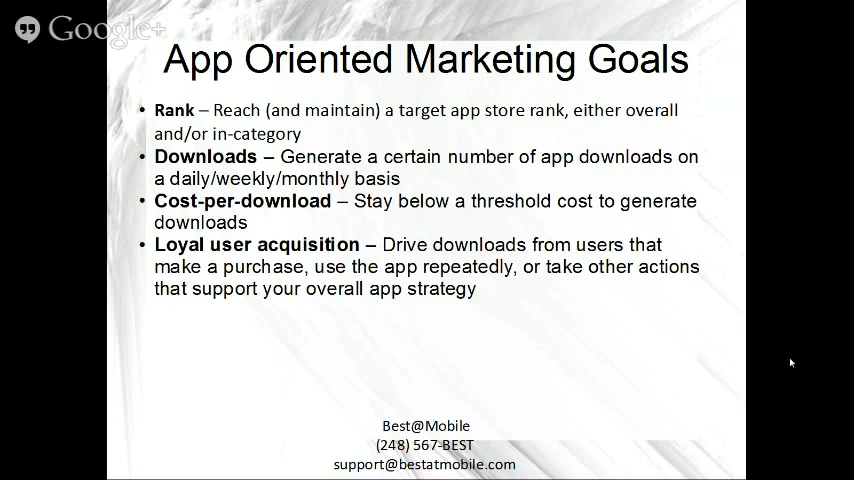 Google+
App Oriented Marketing Goals
• Rank – Reach (and maintain) a target app store rank, either overall
and/or in-category
• Downloads – Generate a certain number of app downloads on
a daily/weekly/monthly basis
• Cost-per-download – Stay below a threshold cost to generate
downloads
• Loyal user acquisition – Drive downloads from users that
make a purchase, use the app repeatedly, or take other actions
that support your overall app strategy
Best@Mobile
(248) 567-BEST
support@bestatmobile.com